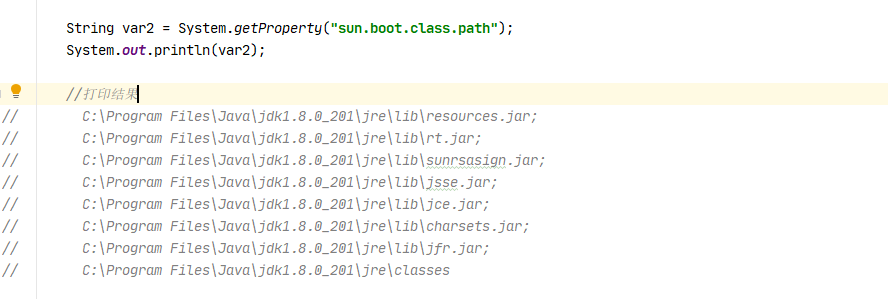 String var2 = System.getProperty("sun.boot.class.path");
System.out.println(var2);
//打印结果
// C:\Program Files\Java\jdk1.8.0_201\jre\lib\resources.jar;
// C:\Program Files\Java\jdk1.8.0_201\jre\lib\rt.jar;
// C:\Program Files\Java\jdk1.8.0_201\jre\lib\sunrsasign.jar;
// C:\Program Files\Java\jdk1.8.0_201\jre\lib\jsse.jar;
// C:\Program Files\Java\jdk1.8.0_201\jre\lib\jce.jar;
// C:\Program Files\Java\jdk1.8.0_201\jre\lib\charsets.jar;
// C:\Program Files\Java\jdk1.8.0_201\jre\lib\jfr.jar;
// C:\Program Files\Java\jdk1.8.0_201\jre\classes